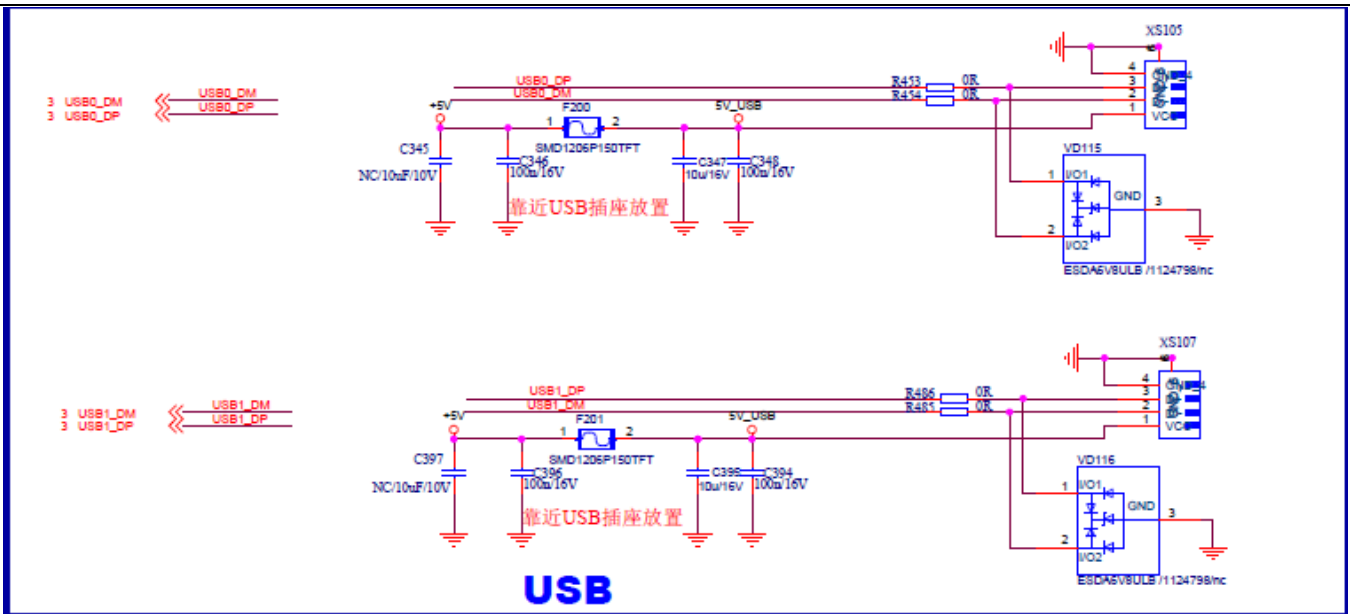 XS105
USB0_DP
R453 0R
4
3
3 USB0_DM
USB0_DM
USB0_DM
R454 0R
2
3 USB0_DP
USB0_DP
+5V
F200
5V_USB
1
VCC
1
2
C345
SMD1206P150TFT
VD115
C346
C347
C348
NC/10uF/10V
100n/16V
10u/16V
100n/16V
1
I/O1
GND
3
靠近USB插座放置
2
I/O2
ESDA6V8ULB /1124798/nc
XS107
USB1_DP
R486 0R
4
3
3 USB1_DM
USB1_DM
USB1_DM
R485 0R
2
3 USB1_DP
USB1_DP
+5V
F201
5V_USB
1
VCC
1
2
C397
SMD1206P150TFT
VD116
C396
C394
NC/10uF/10V
100n/16V
10u/16V
100n/16V
1
I/O1
GND
3
靠近USB插座放置
2
I/O2
ESDA6V8ULB /1124798/nc
USB